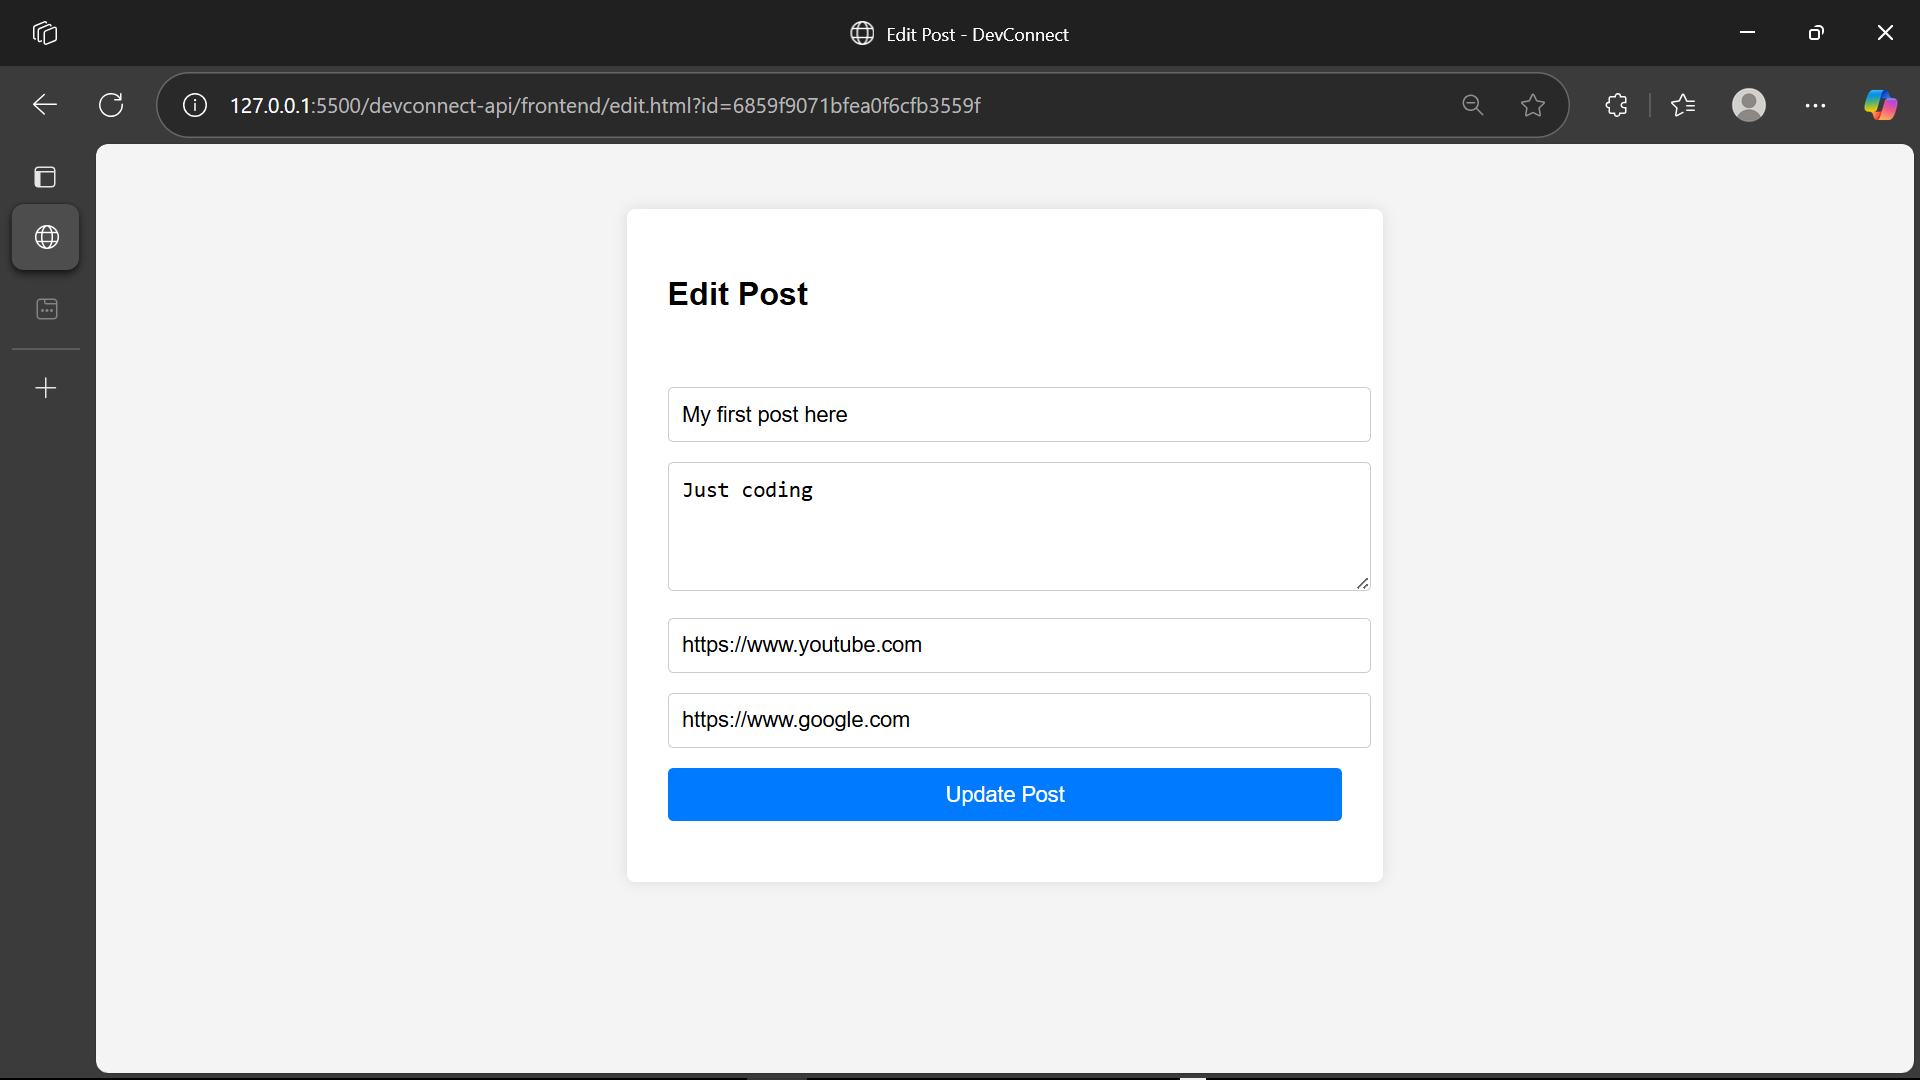 Edit Post - DevConnect
127.0.0.1:5500/devconnect-api/frontend/edit.html?id=6859f9071bfea0f6cfb3559f
Edit Post
My first post here
Just coding
https://www.youtube.com
https://www.google.com
Update Post